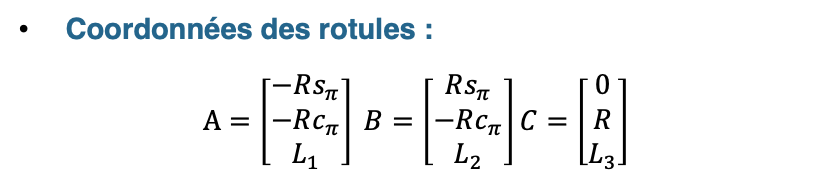 • Coordonnées des rotules :
A = [−Rs_π −Rc_π L_1] B = [Rs_π −Rc_π L_2] C = [0 R L_3]